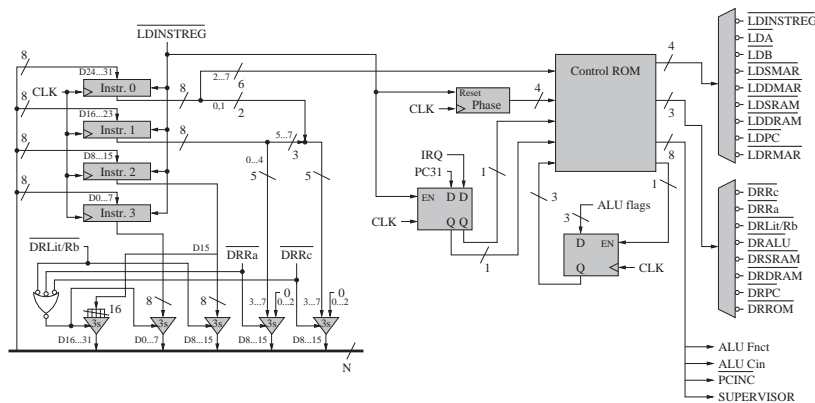 LDINSTREG
8
D24...31
CLK
Instr. 0
8
2...7
6
0,1
2
8
D16...23
Instr. 1
8
5...7
3
0...4
5
5
8
D8...15
Instr. 2
8
D0...7
Instr. 3
DRLit/Rb
D15
DRRa
DRRc
16
8
8
3...7
0
0...2
3...7
0
0...2
3s
3s
3s
3s
3s
D16...31
D0...7
D8...15
D8...15
D8...15
N
Reset
Phase
CLK
4
Control ROM
4
3
8
1
IRQ
PC31
1
EN
D D
Q Q
CLK
1
3
ALU flags
3
D
EN
Q
CLK
LDINSTREG
LDA
LDB
LDSMAR
LDDMAR
LDSRAM
LDDRAM
LDPC
LDRMAR
DRRc
DRRa
DRLit/Rb
DRALU
DRSRAM
DRDRAM
DRPC
DRROM
ALU Fnct
ALU Cin
PCINC
SUPERVISOR